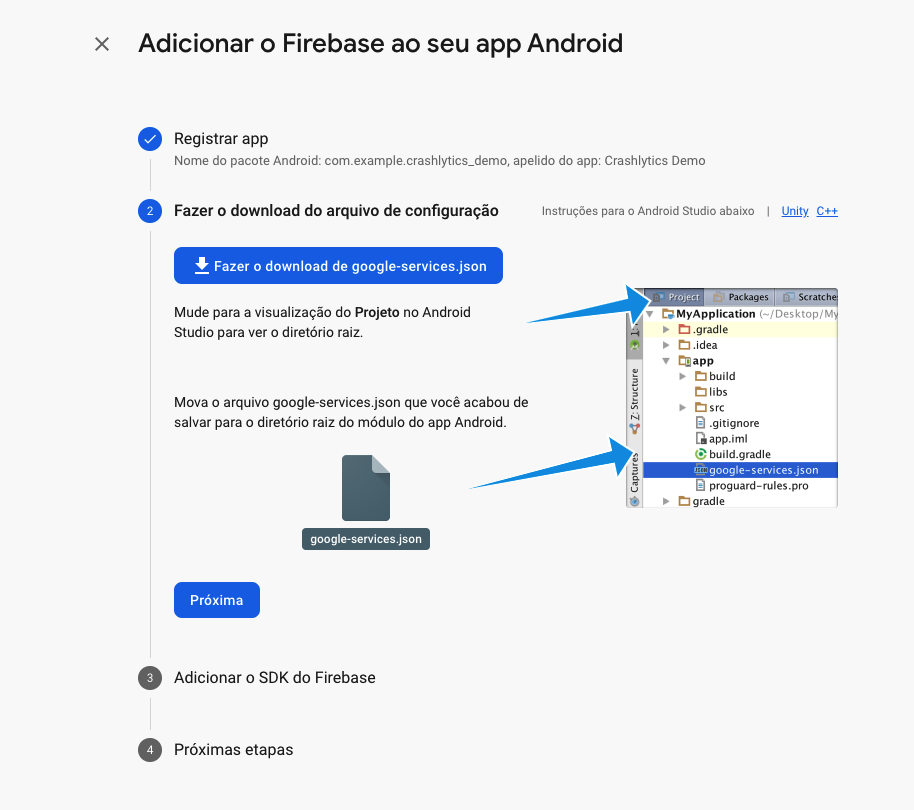 Adicionar o Firebase ao seu app Android
Registrar app
Nome do pacote Android: com.example.crashlytics_demo, apelido do app: Crashlytics Demo
2
Fazer o download do arquivo de configuração
Instruções para o Android Studio abaixo | Unity C++
Fazer o download de google-services.json
Mude para a visualização do Projeto no Android
Studio para ver o diretório raiz.
Mova o arquivo google-services.json que você acabou de
salvar para o diretório raiz do módulo do app Android.
google-services.json
Project Packages Scratches
MyApplication (~/Desktop/My
.gradle
.idea
app
build
libs
src
.gitignore
app.iml
build.gradle
google-services.json
proguard-rules.pro
gradle
Z: Structure
Captures
Próxima
3
Adicionar o SDK do Firebase
4
Próximas etapas